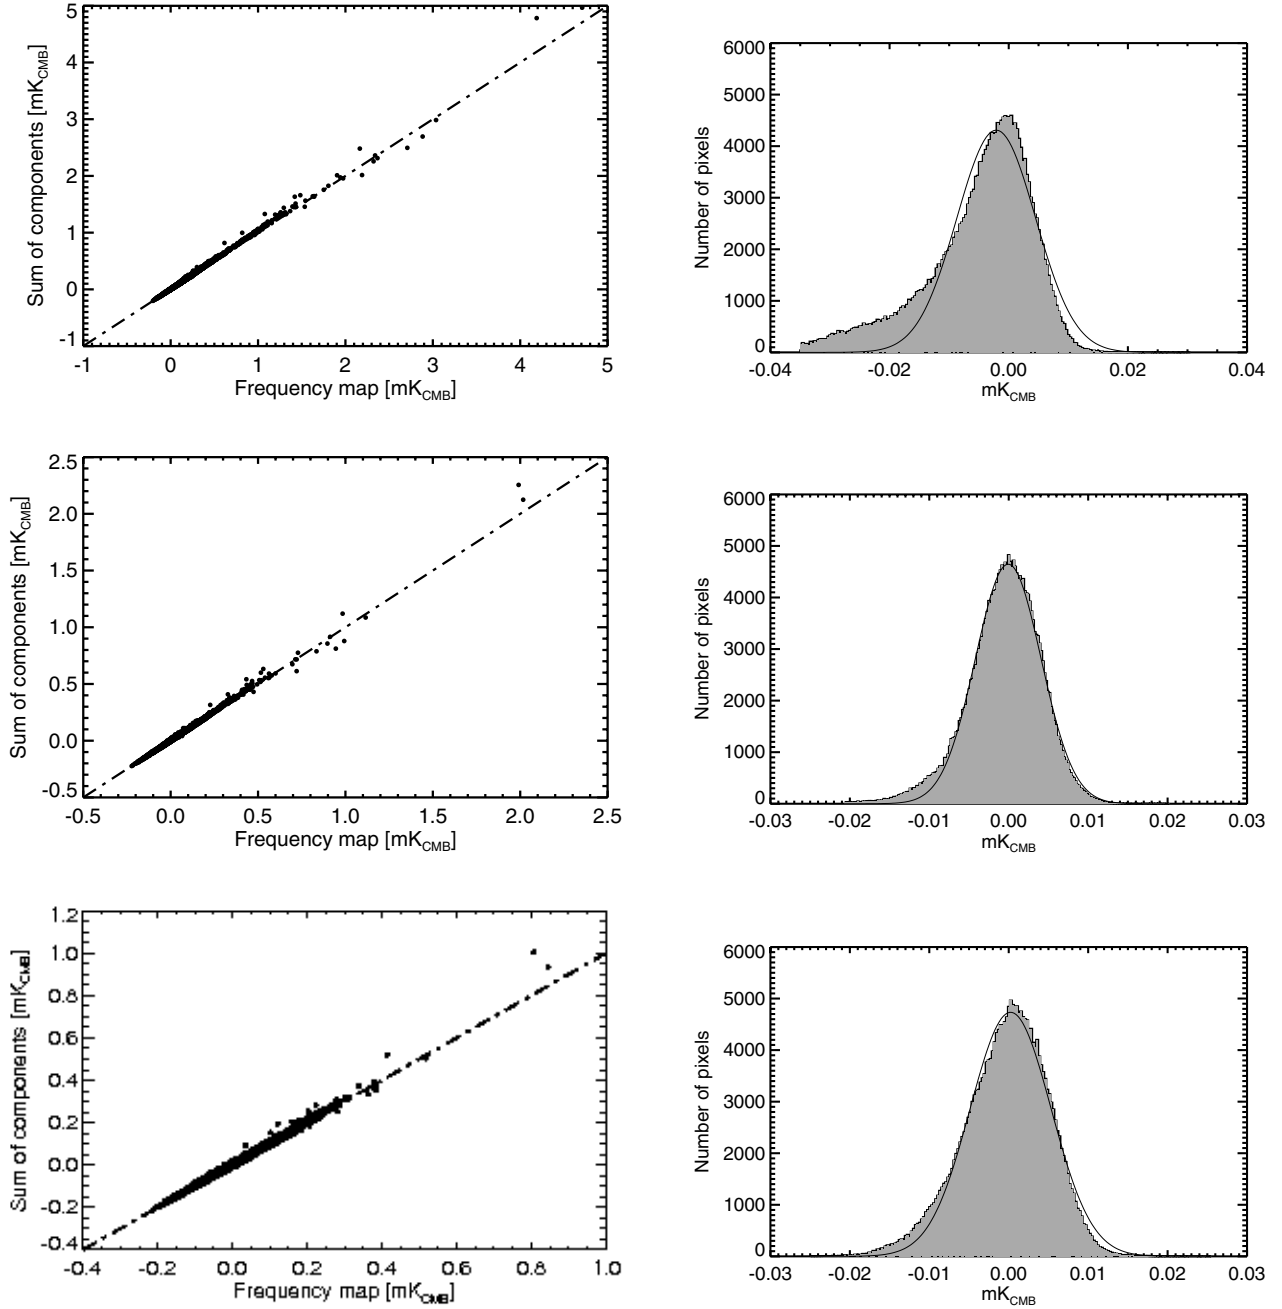 5
4
3
2
1
0
-1
Sum of components [mK_CMB]
-1 0 1 2 3 4 5
Frequency map [mK_CMB]
6000
5000
4000
3000
2000
1000
0
Number of pixels
-0.04 -0.02 0.00 0.02 0.04
mK_CMB
2.5
2.0
1.5
1.0
0.5
0.0
-0.5
Sum of components [mK_CMB]
-0.5 0.0 0.5 1.0 1.5 2.0 2.5
Frequency map [mK_CMB]
6000
5000
4000
3000
2000
1000
0
Number of pixels
-0.03 -0.02 -0.01 0.00 0.01 0.02 0.03
mK_CMB
1.2
1.0
0.8
0.6
0.4
0.2
0.0
-0.2
-0.4
Sum of components [mK_CMB]
-0.4 -0.2 0.0 0.2 0.4 0.6 0.8 1.0
Frequency map [mK_CMB]
6000
5000
4000
3000
2000
1000
0
Number of pixels
-0.03 -0.02 -0.01 0.00 0.01 0.02 0.03
mK_CMB